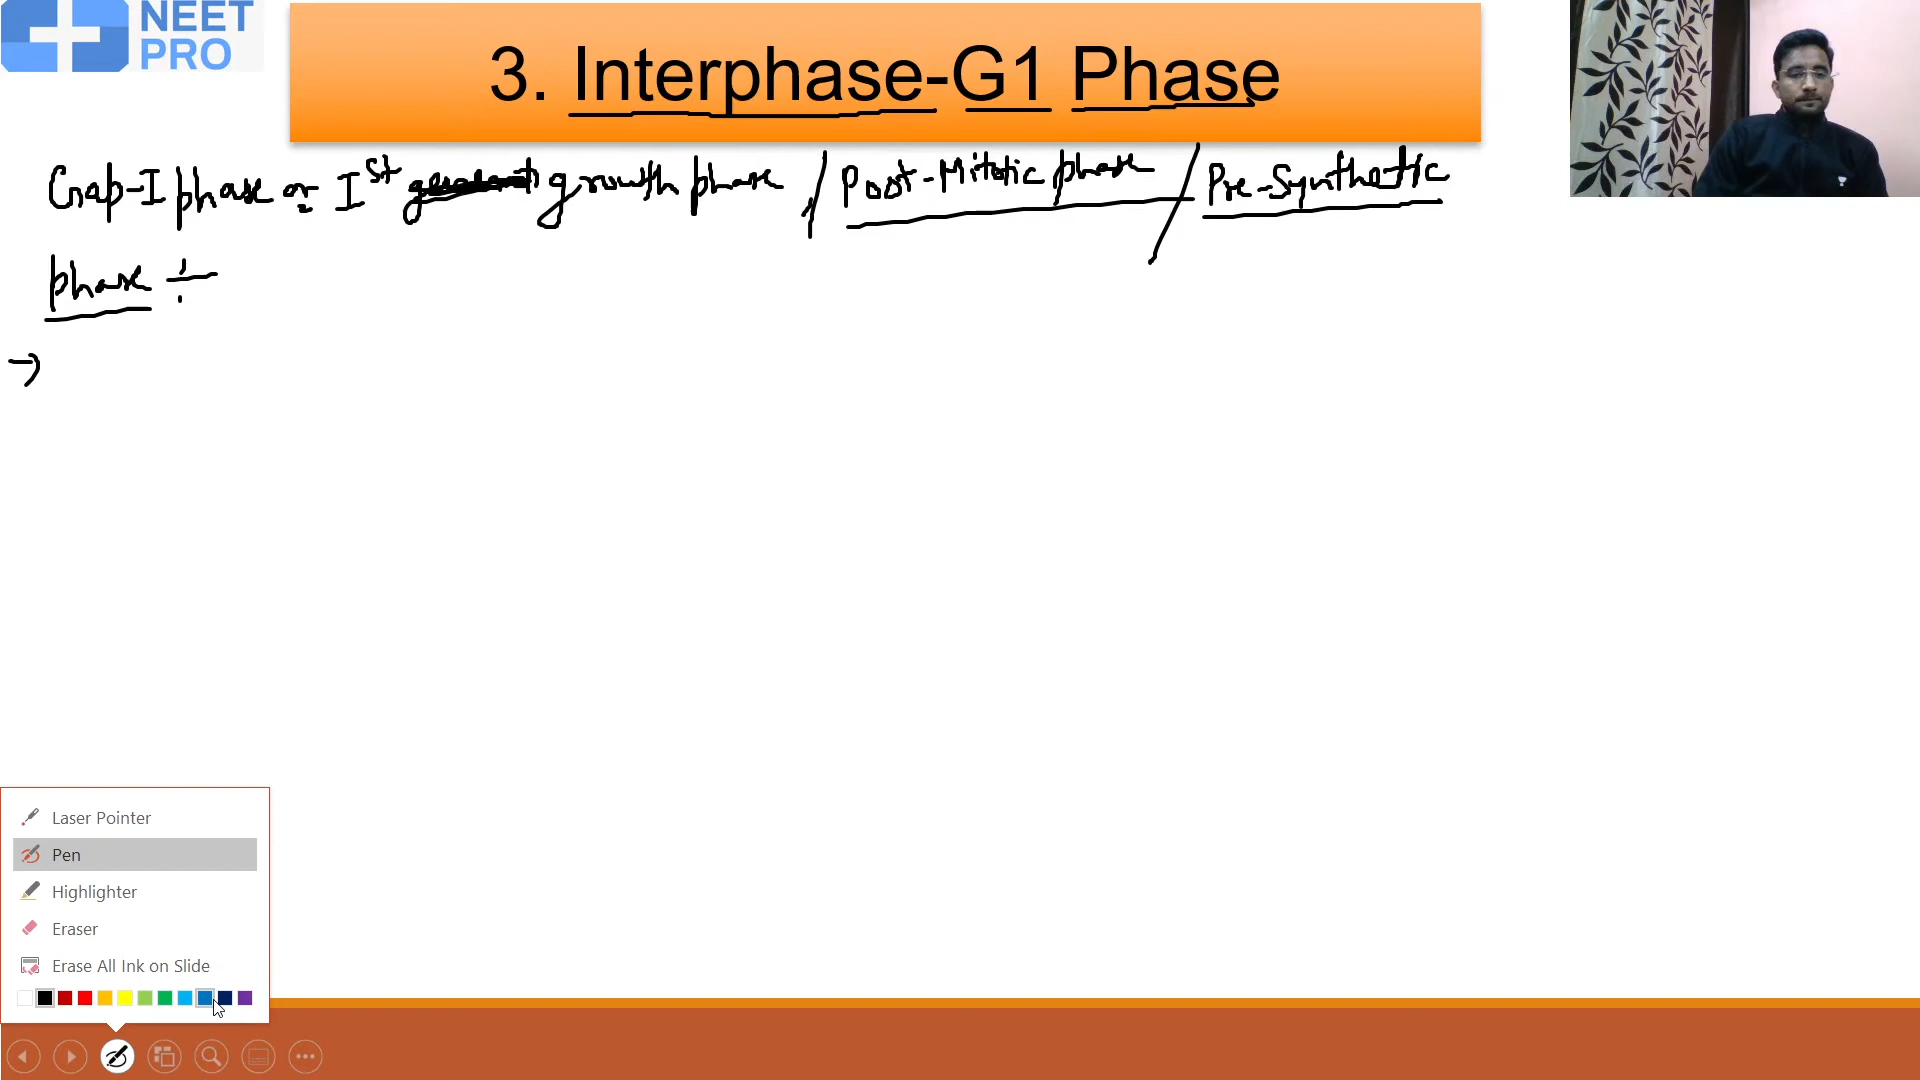 NEET
PRO
3. Interphase-G1 Phase
Gap-I phase or Ist growth phase / Post-Mitotic phase / Pre-Synthetic
phase :-
→
Laser Pointer
Pen
Highlighter
Eraser
Erase All Ink on Slide